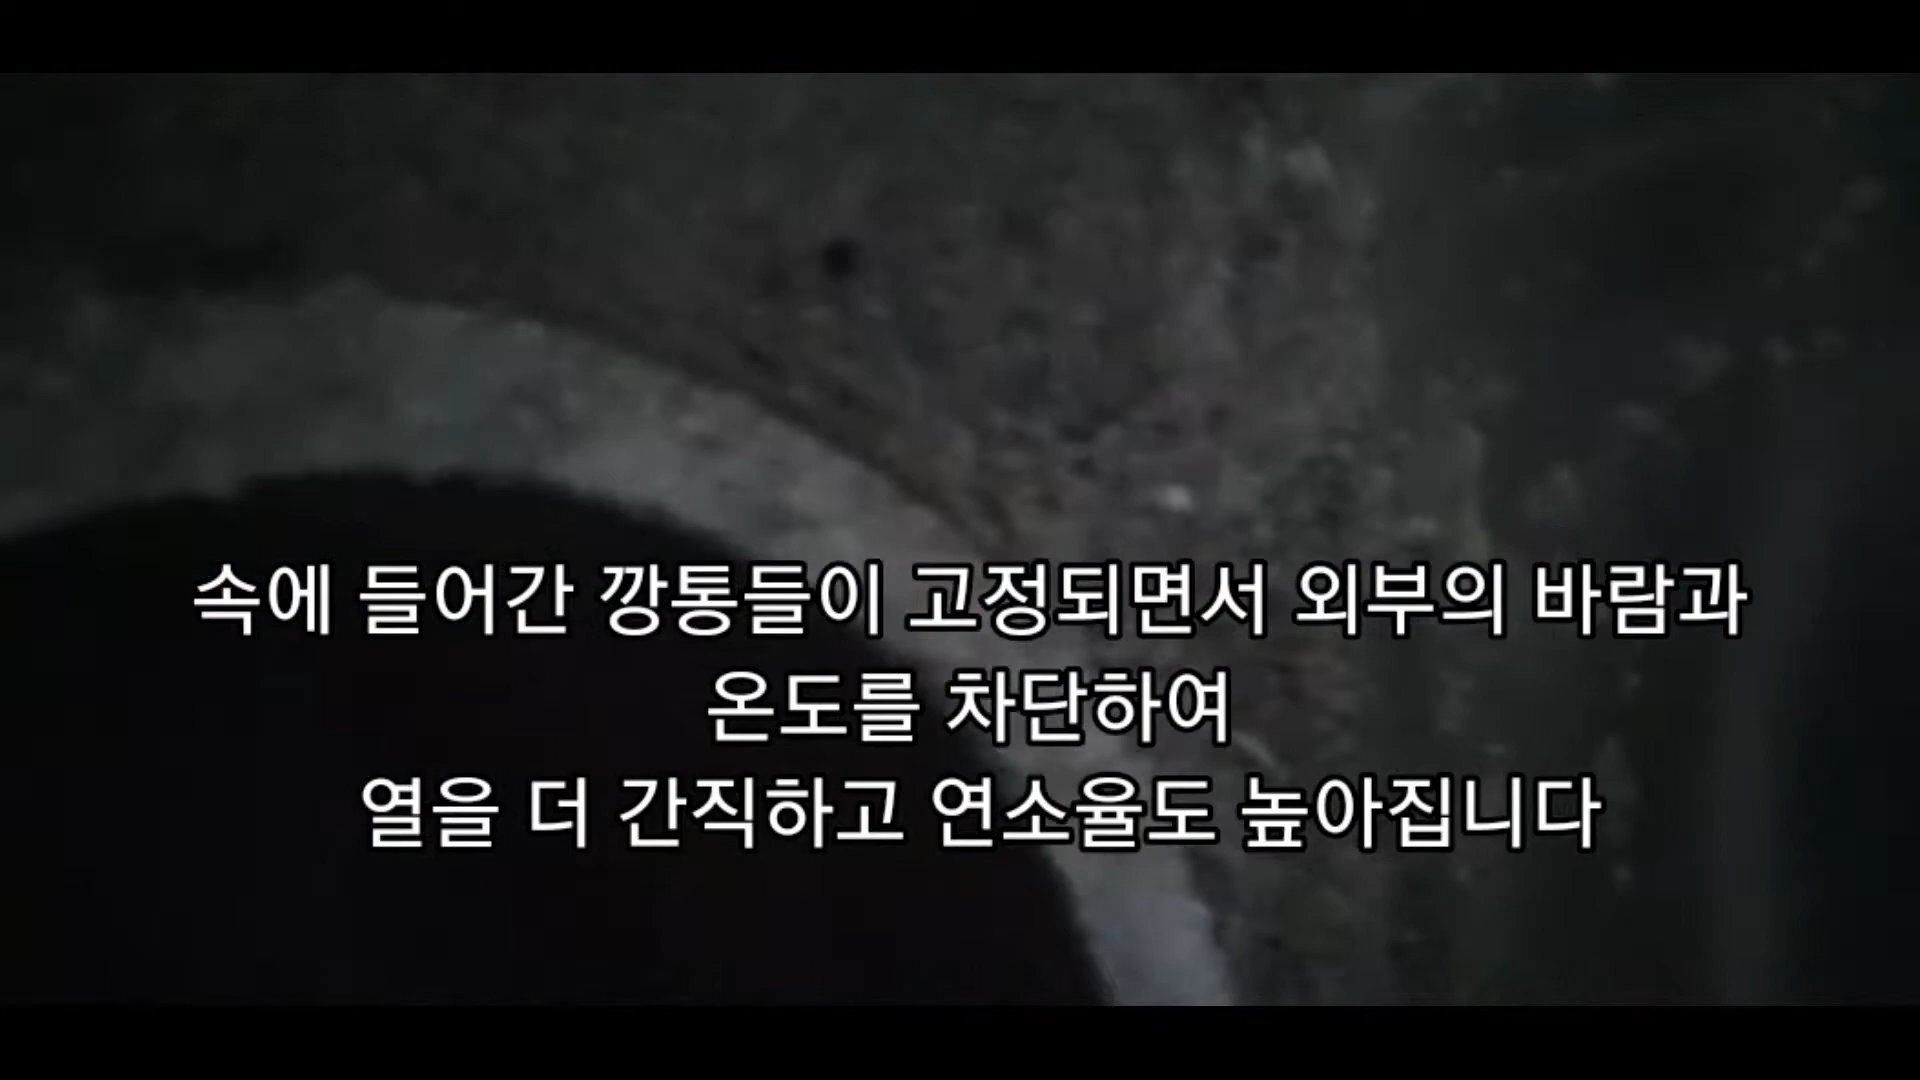 속에 들어간 깡통들이 고정되면서 외부의 바람과
온도를 차단하여
열을 더 간직하고 연소율도 높아집니다